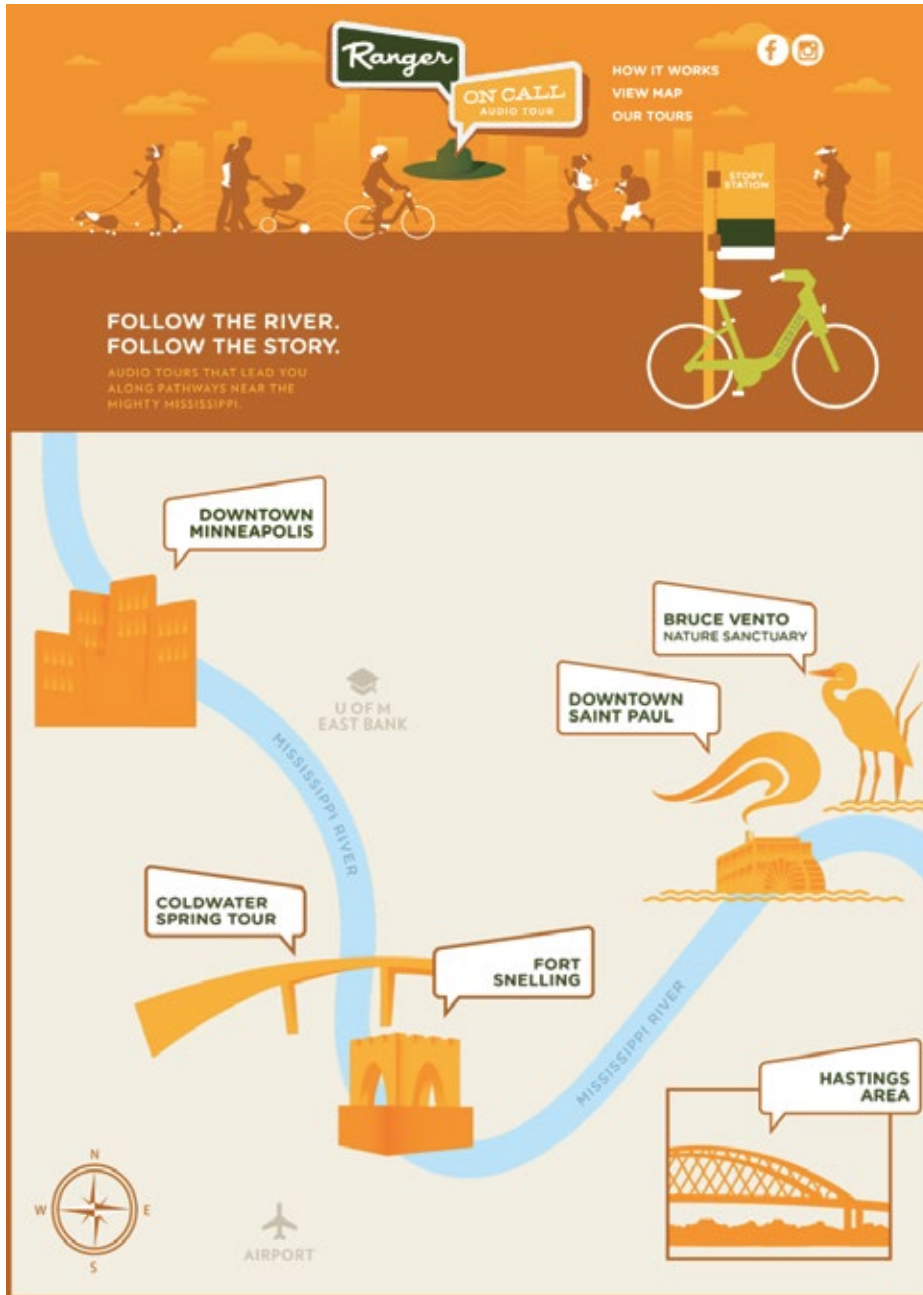 Ranger
ON CALL
AUDIO TOUR
HOW IT WORKS
VIEW MAP
OUR TOURS
STORY
STATION
FOLLOW THE RIVER.
FOLLOW THE STORY.
AUDIO TOURS THAT LEAD YOU
ALONG PATHWAYS NEAR THE
MIGHTY MISSISSIPPI.
DOWNTOWN
MINNEAPOLIS
BRUCE VENTO
NATURE SANCTUARY
U OF M
EAST BANK
DOWNTOWN
SAINT PAUL
MISSISSIPPI RIVER
COLDWATER
SPRING TOUR
FORT
SNELLING
MISSISSIPPI RIVER
HASTINGS
AREA
N
W E
S
AIRPORT